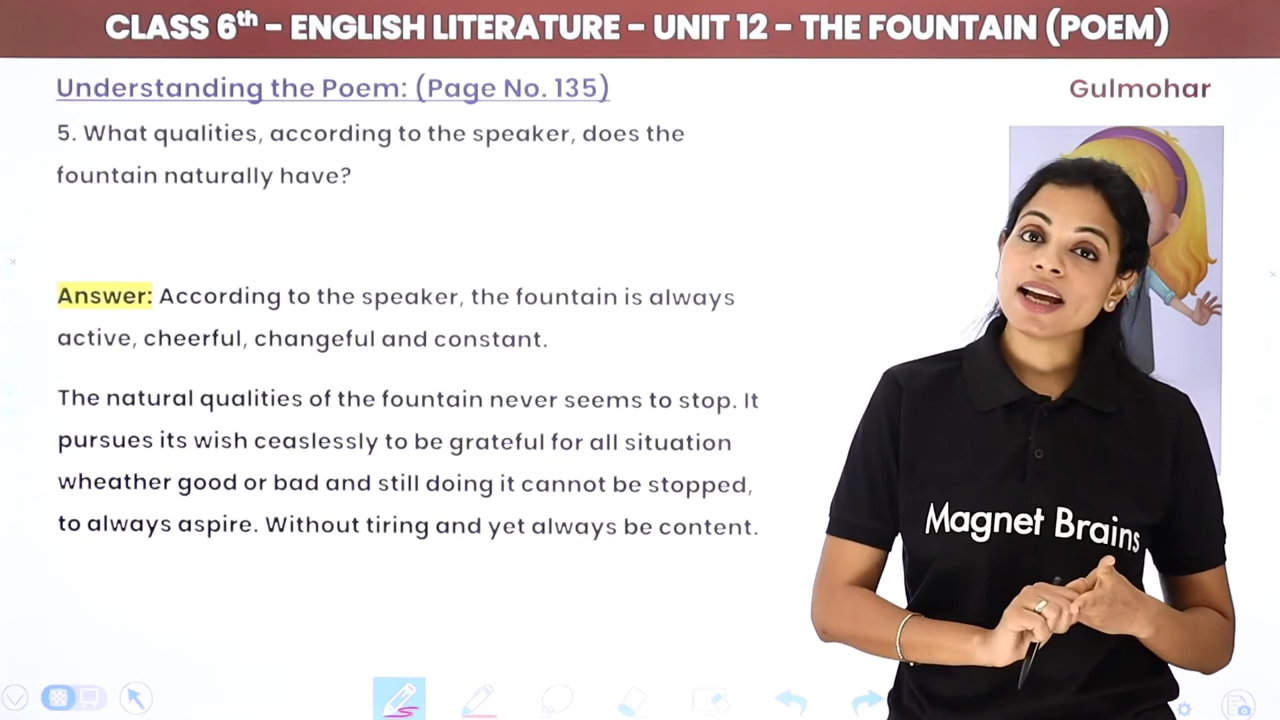 CLASS 6th – ENGLISH LITERATURE – UNIT 12 – THE FOUNTAIN (POEM)
Understanding the Poem: (Page No. 135)
Gulmohar
5. What qualities, according to the speaker, does the
fountain naturally have?
Answer: According to the speaker, the fountain is always
active, cheerful, changeful and constant.
The natural qualities of the fountain never seems to stop. It
pursues its wish ceaslessly to be grateful for all situation
wheather good or bad and still doing it cannot be stopped,
to always aspire. Without tiring and yet always be content.
Magnet Brains